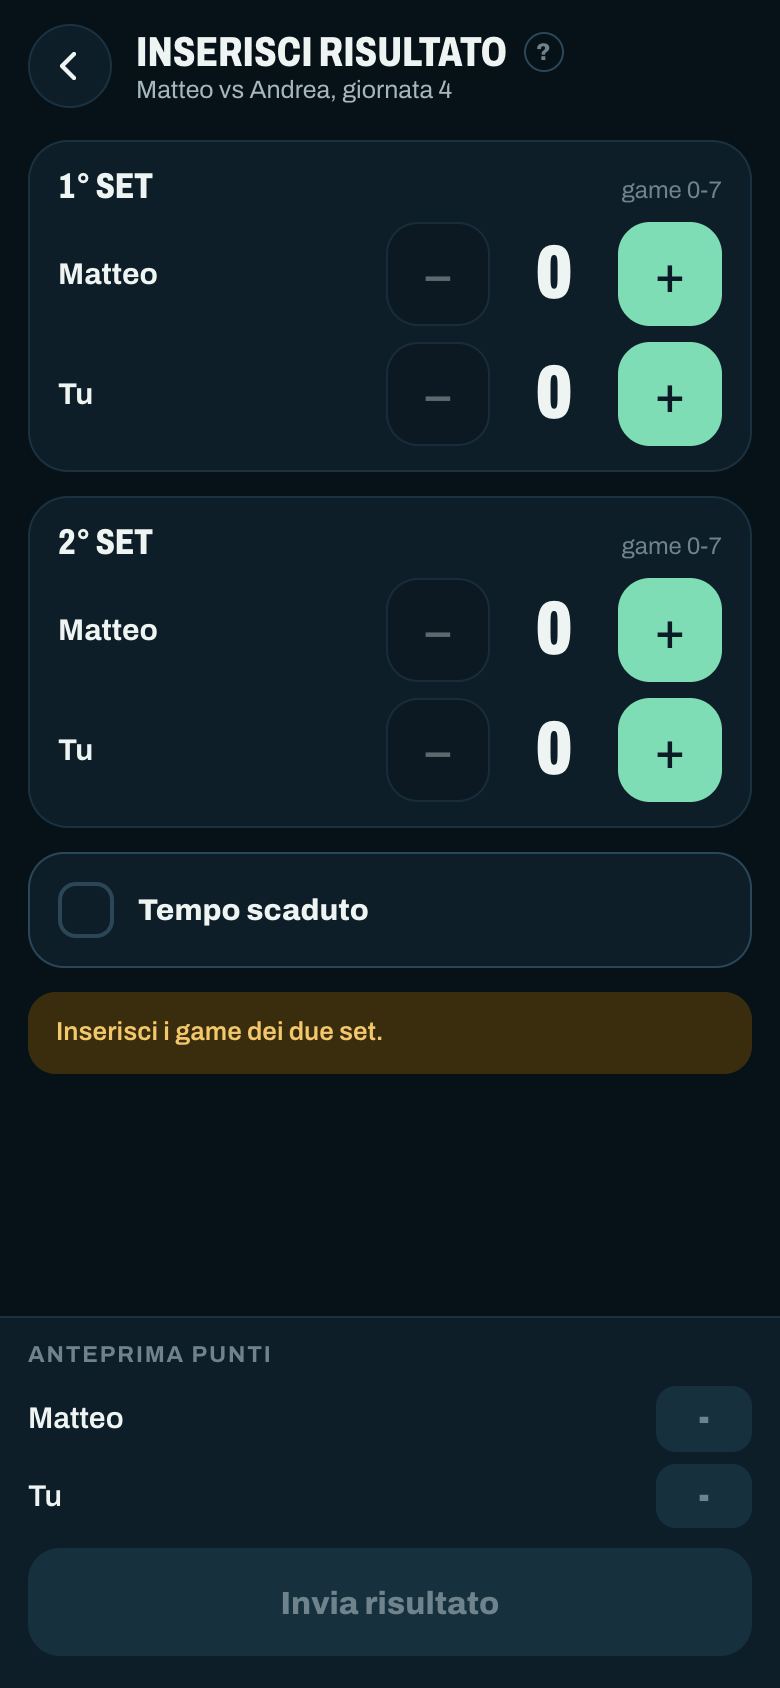 INSERISCI RISULTATO ?
Matteo vs Andrea, giornata 4
1° SET game 0-7
Matteo − 0 +
Tu − 0 +
2° SET game 0-7
Matteo − 0 +
Tu − 0 +
Tempo scaduto
Inserisci i game dei due set.
ANTEPRIMA PUNTI
Matteo -
Tu -
Invia risultato